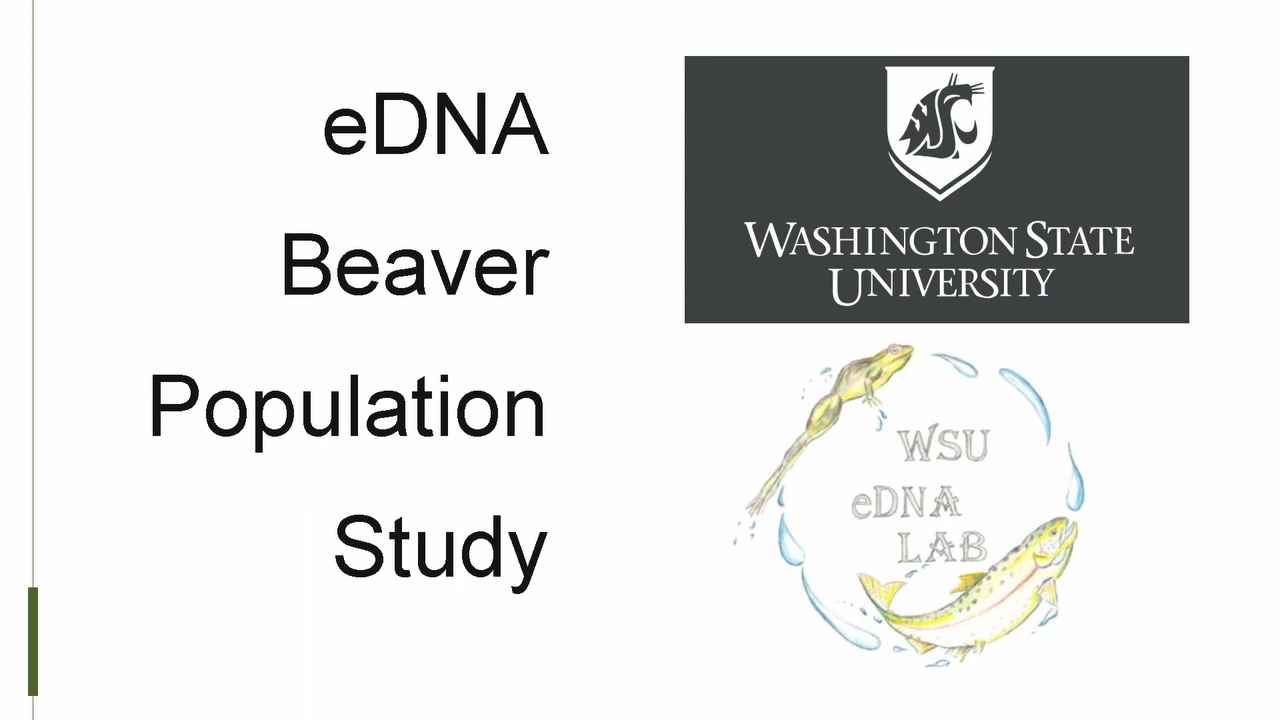 eDNA
Beaver
Population
Study
WASHINGTON STATE
UNIVERSITY
WSU
eDNA
LAB